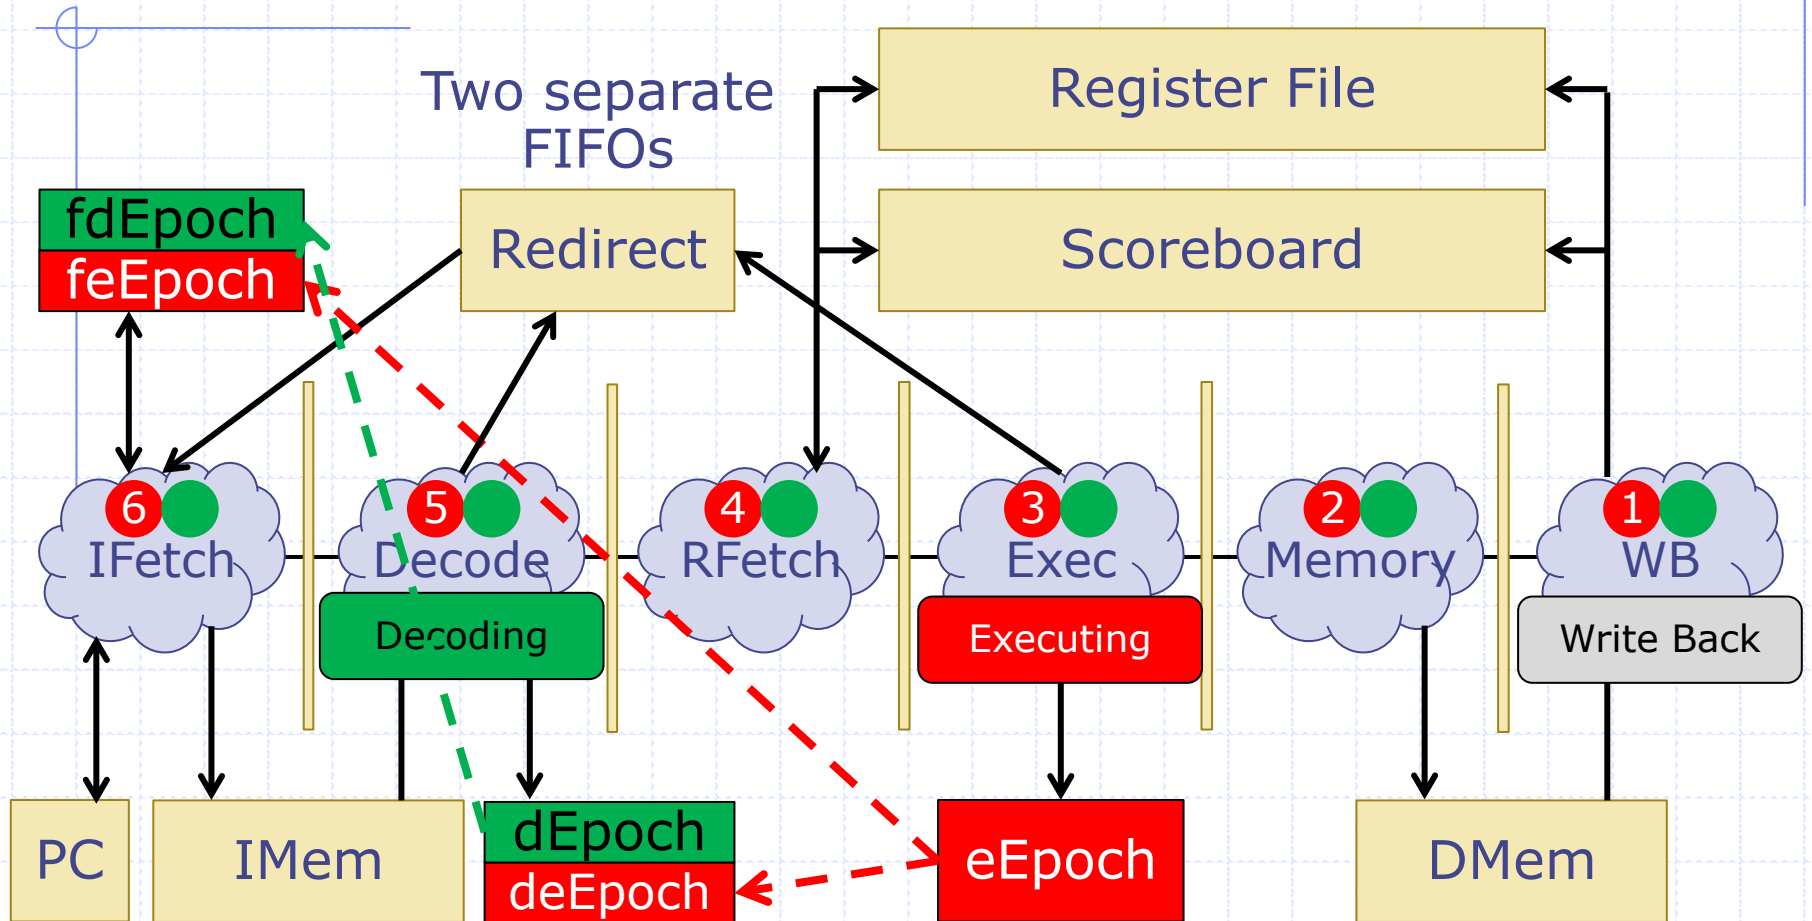 Two separate
FIFOs
Register File
fdEpoch
feEpoch
Redirect
Scoreboard
6
5
4
3
2
1
IFetch
Decode
RFetch
Exec
Memory
WB
Decoding
Executing
Write Back
PC
IMem
dEpoch
deEpoch
eEpoch
DMem